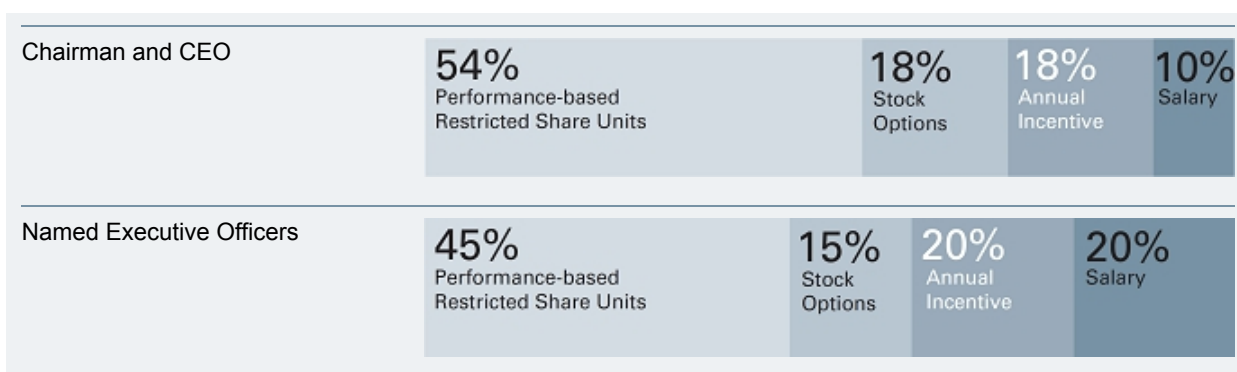 Chairman and CEO
54%
Performance-based
Restricted Share Units
18%
Stock
Options
18%
Annual
Incentive
10%
Salary
Named Executive Officers
45%
Performance-based
Restricted Share Units
15%
Stock
Options
20%
Annual
Incentive
20%
Salary